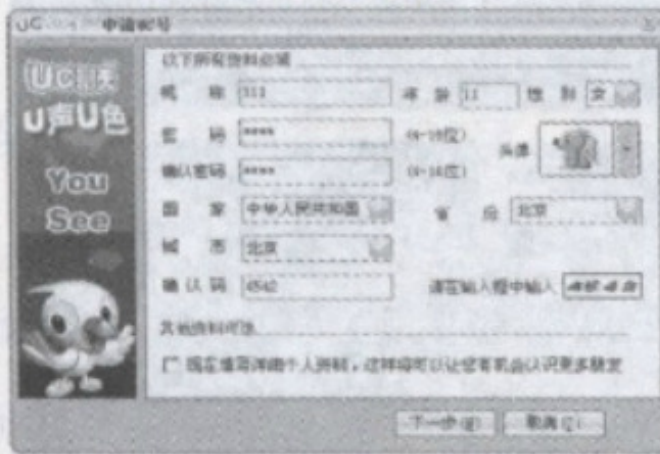 UC 申请帐号
UC聊天
U声U色
You
See
以下所有资料必填
昵 称 111 年 龄 11 性 别 女
密 码 **** (4-16位) 头像
确认密码 **** (4-16位)
国 家 中华人民共和国 省 份 北京
城 市 北京
确 认 码 6542 请在输入框中输入
其他资料可选
现在填写详细个人资料，这样将可以让您有机会认识更多朋友
下一步(N) 取消(C)